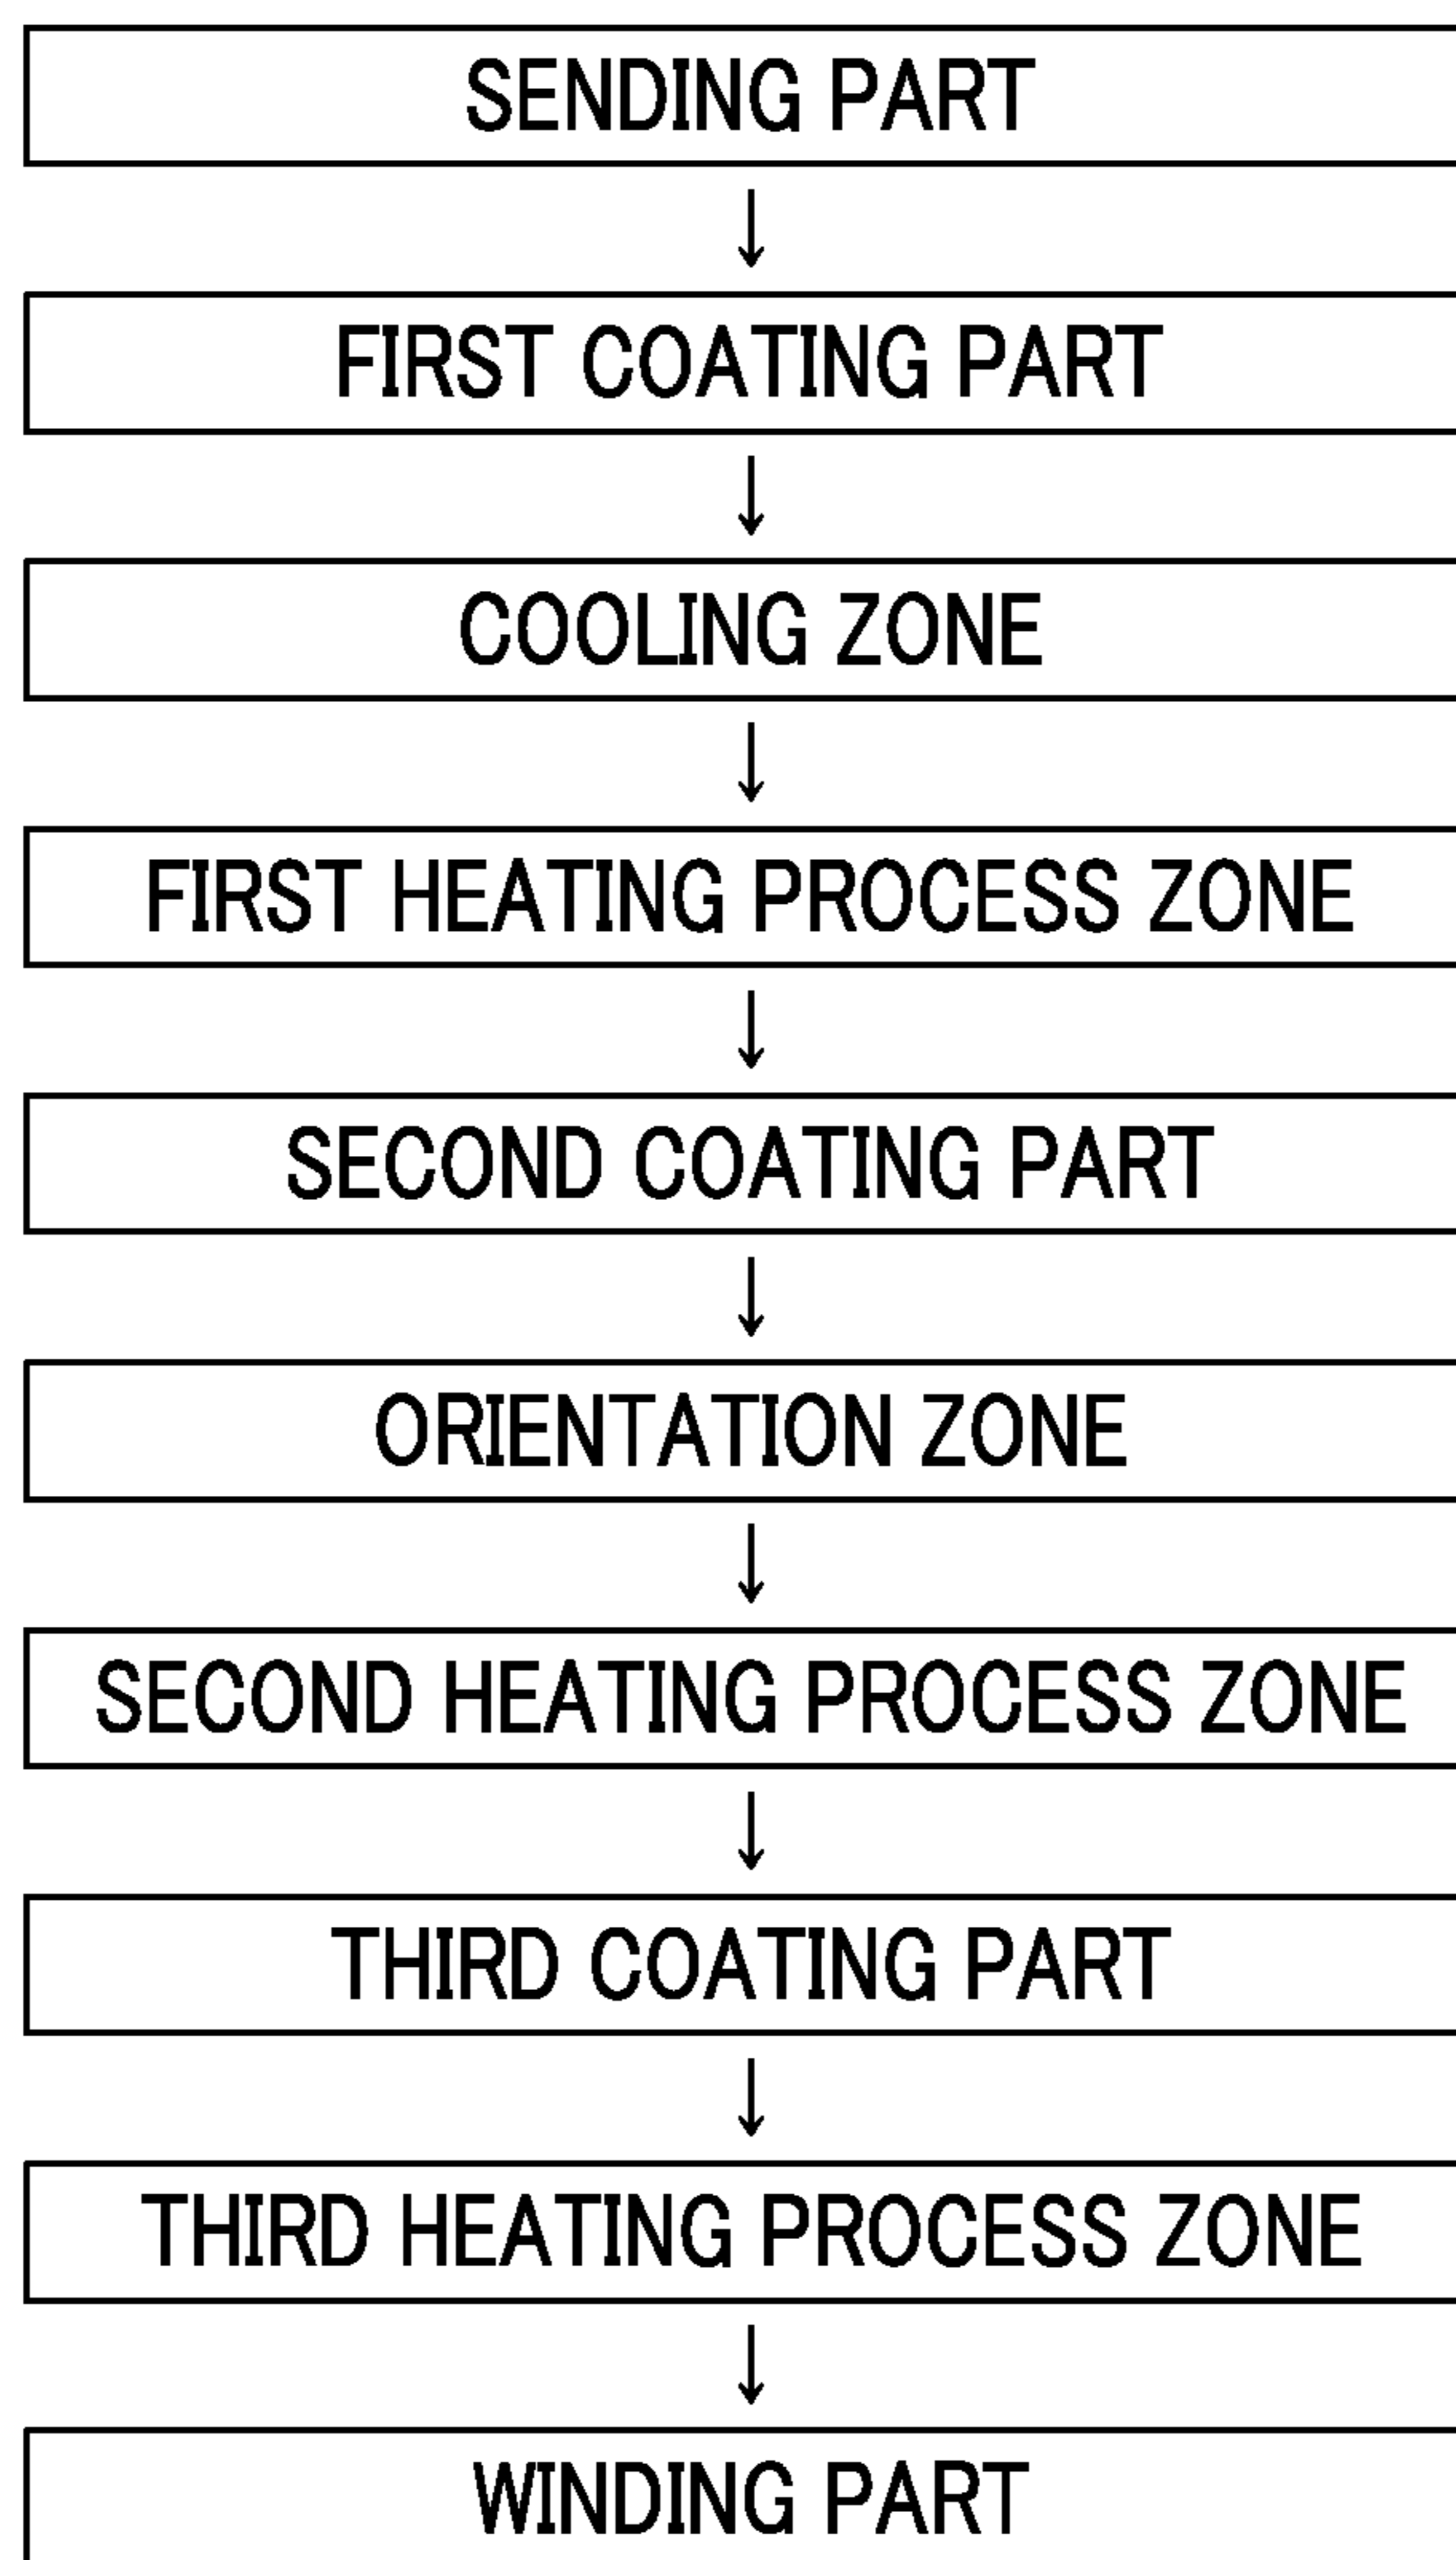 SENDING PART
FIRST COATING PART
COOLING ZONE
FIRST HEATING PROCESS ZONE
SECOND COATING PART
ORIENTATION ZONE
SECOND HEATING PROCESS ZONE
THIRD COATING PART
THIRD HEATING PROCESS ZONE
WINDING PART